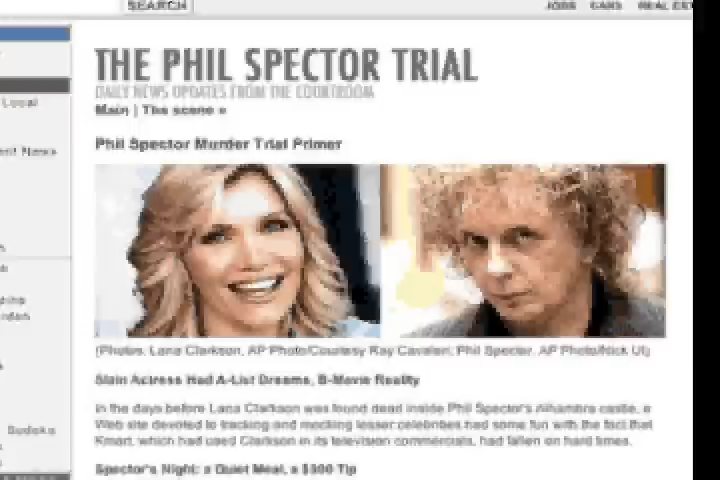 SEARCH
JOBS CARS REAL EST
THE PHIL SPECTOR TRIAL
DAILY NEWS UPDATES FROM THE COURTROOM
Main | The scene »
Local
ent News
Phil Spector Murder Trial Primer
(Photos: Lana Clarkson, AP Photo/Courtesy Ray Cavaleri; Phil Spector, AP Photo/Nick Ut)
Slain Actress Had A-List Dreams, B-Movie Reality
In the days before Lana Clarkson was found dead inside Phil Spector's Alhambra castle, a
Web site devoted to tracking and mocking lesser celebrities had some fun with the fact that
Kmart, which had used Clarkson in its television commercials, had fallen on hard times.
Sudoku
Spector's Night: a Quiet Meal, a $500 Tip